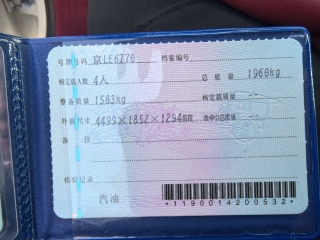 号牌号码 京LE6776 档案编号
核定载人数 4人 总质量 1968kg
整备质量 1583kg 核定载质量
外廓尺寸 4499×1852×1294mm 准牵引总质量
备注
检验记录
汽油
*1190014200532*